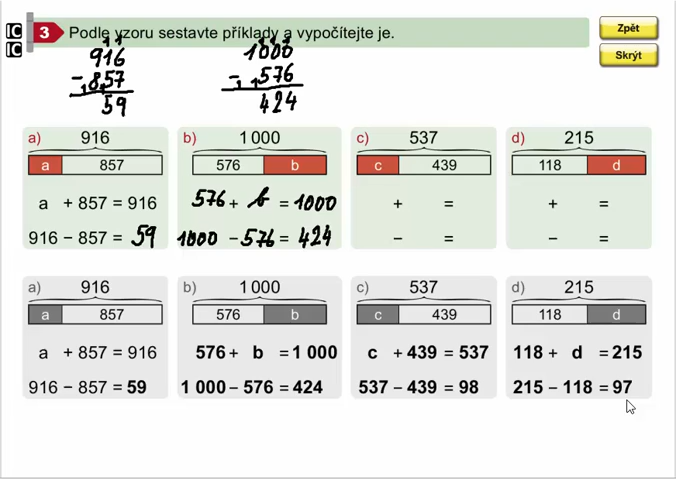 3 Podle vzoru sestavte příklady a vypočítejte je.
Zpět
Skrýt
916
- 857
59
1000
- 576
424
a) 916
a 857
a + 857 = 916
916 − 857 = 59
b) 1 000
576 b
576 + b = 1000
1000 − 576 = 424
c) 537
c 439
+ =
− =
d) 215
118 d
+ =
− =
a) 916
a 857
a + 857 = 916
916 − 857 = 59
b) 1 000
576 b
576 + b = 1 000
1 000 − 576 = 424
c) 537
c 439
c + 439 = 537
537 − 439 = 98
d) 215
118 d
118 + d = 215
215 − 118 = 97